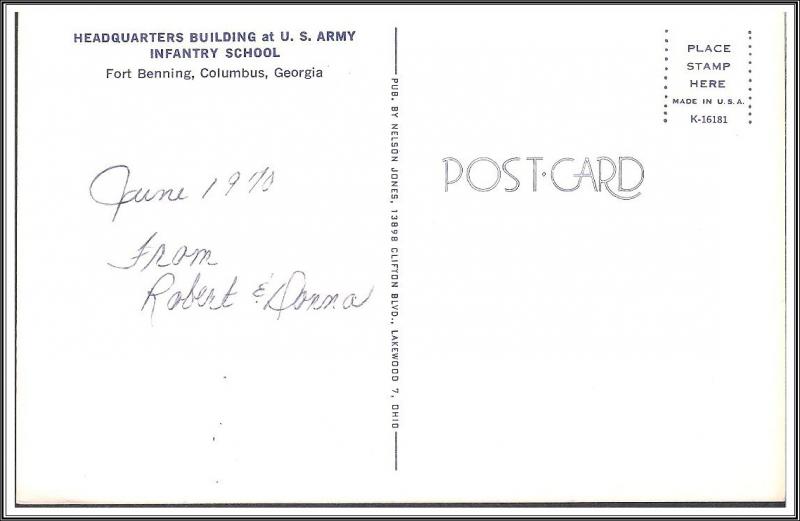 HEADQUARTERS BUILDING at U. S. ARMY
INFANTRY SCHOOL
Fort Benning, Columbus, Georgia
June 1970
From
Robert & Donna
PUB. BY NELSON JONES, 13898 CLIFTON BLVD., LAKEWOOD 7, OHIO
POST·CARD
PLACE
STAMP
HERE
MADE IN U.S.A.
K-16181